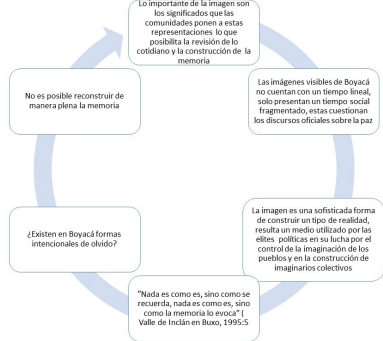 Lo importante de la imagen son
los significados que las
comunidades ponen a estas
representaciones lo que
posibilita la revisión de lo
cotidiano y la construcción de la
memoria
Las imágenes visibles de Boyacá
no cuentan con un tiempo lineal,
solo presentan un tiempo social
fragmentado, estas cuestionan
los discursos oficiales sobre la paz
La imagen es una sofisticada forma
de construir un tipo de realidad,
resulta un medio utilizado por las
elites políticas en su lucha por el
control de la imaginación de los
pueblos y en la construcción de
imaginarios colectivos
"Nada es como es, sino como se
recuerda, nada es como es, sino
como la memoria lo evoca" (
Valle de Inclán en Buxo, 1995:5
¿Existen en Boyacá formas
intencionales de olvido?
No es posible reconstruir de
manera plena la memoria